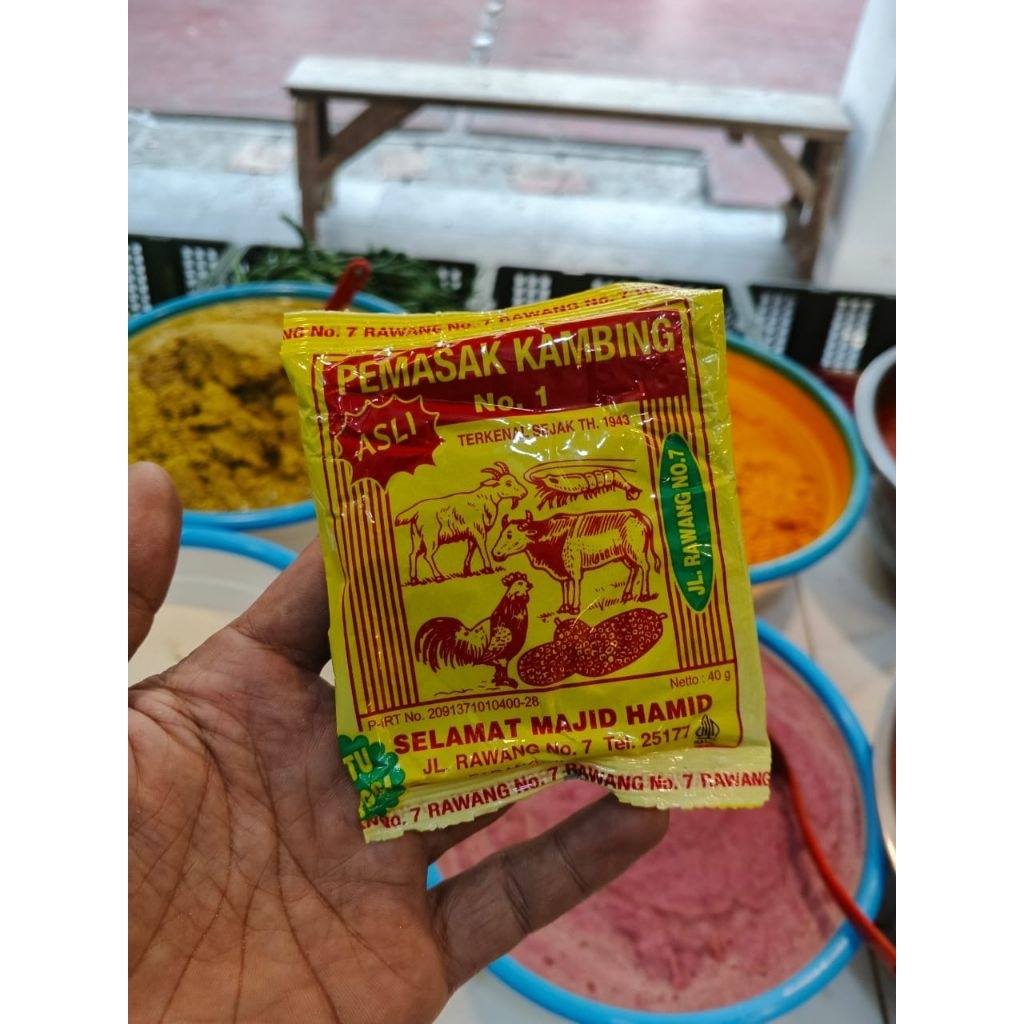 No. 7 RAWANG No. 7 RAWANG No. 7
PEMASAK KAMBING
No. 1
ASLI
TERKENAL SEJAK TH. 1943
JL. RAWANG NO.7
Netto : 40 g
P-IRT No. 2091371010400-28
SELAMAT MAJID HAMID
JL. RAWANG No. 7 Tel. 25177
No. 7 RAWANG No. 7 RAWANG No. 7 RAWANG